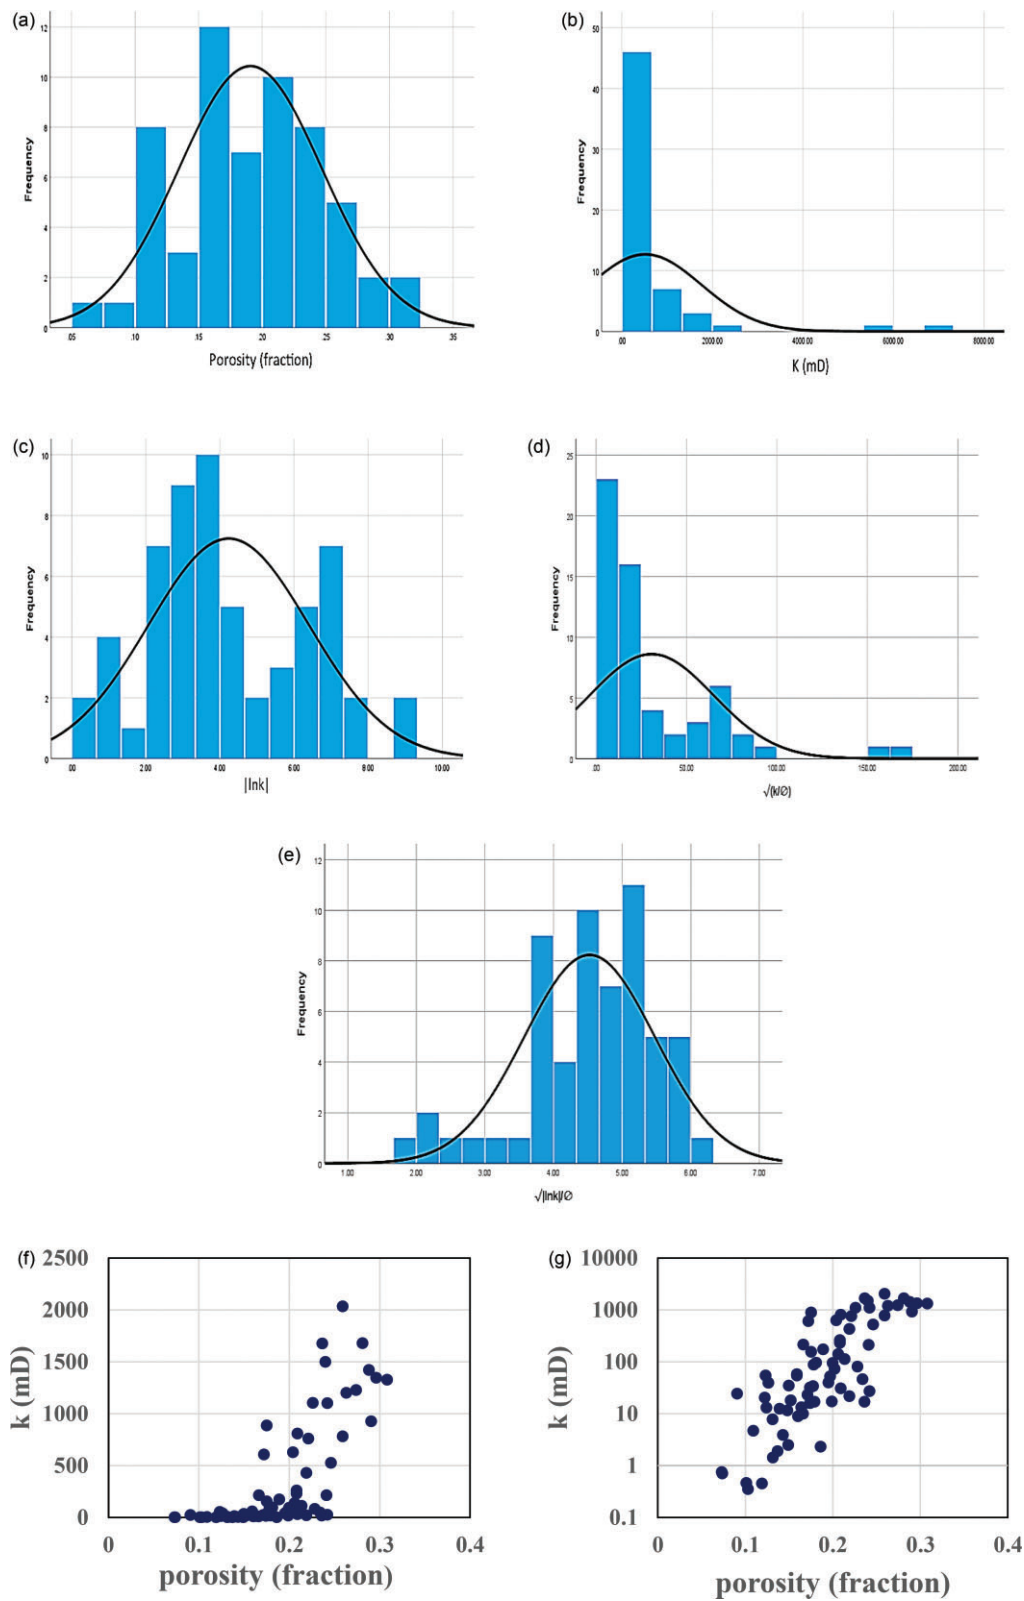 (a)
12
10
8
6
4
2
0
Frequency
.05 .10 .15 .20 .25 .30 .35
Porosity (fraction)
(b)
50
40
30
20
10
0
Frequency
.00 2000.00 4000.00 6000.00 8000.00
K (mD)
(c)
10
8
6
4
2
0
Frequency
.00 2.00 4.00 6.00 8.00 10.00
|lnk|
(d)
25
20
15
10
5
0
Frequency
.00 50.00 100.00 150.00 200.00
√(k/∅)
(e)
12
10
8
6
4
2
0
Frequency
1.00 2.00 3.00 4.00 5.00 6.00 7.00
√|lnk|/∅
(f)
2500
2000
1500
1000
500
0
k (mD)
0 0.1 0.2 0.3 0.4
porosity (fraction)
(g)
10000
1000
100
10
1
0.1
k (mD)
0 0.1 0.2 0.3 0.4
porosity (fraction)